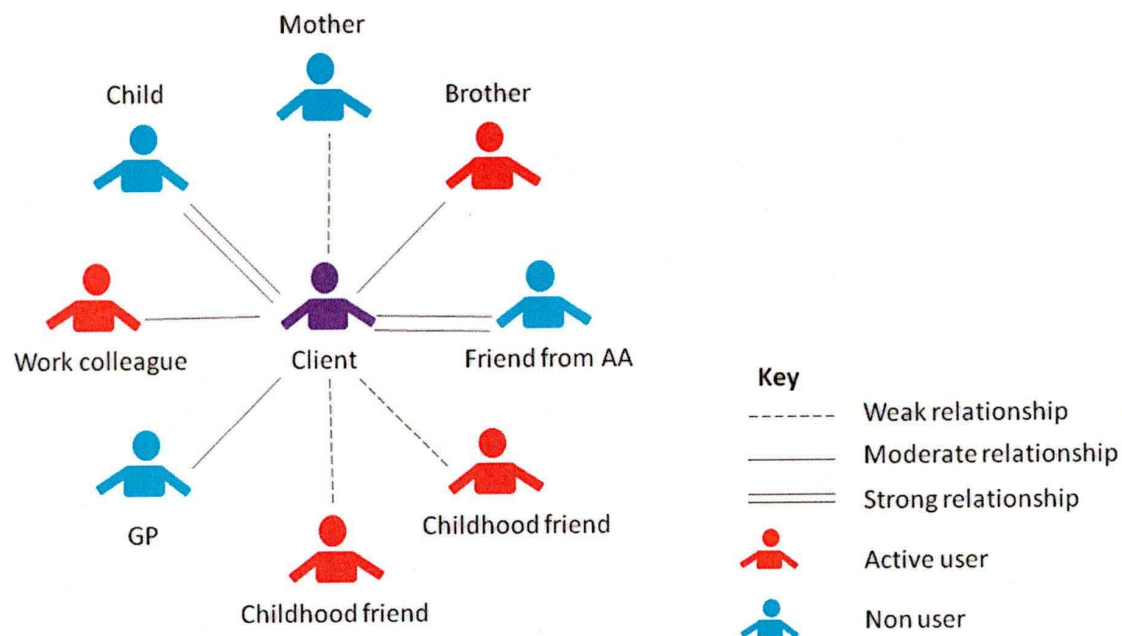 Mother
Child
Brother
Work colleague
Client
Friend from AA
GP
Childhood friend
Childhood friend
Key
Weak relationship
Moderate relationship
Strong relationship
Active user
Non user